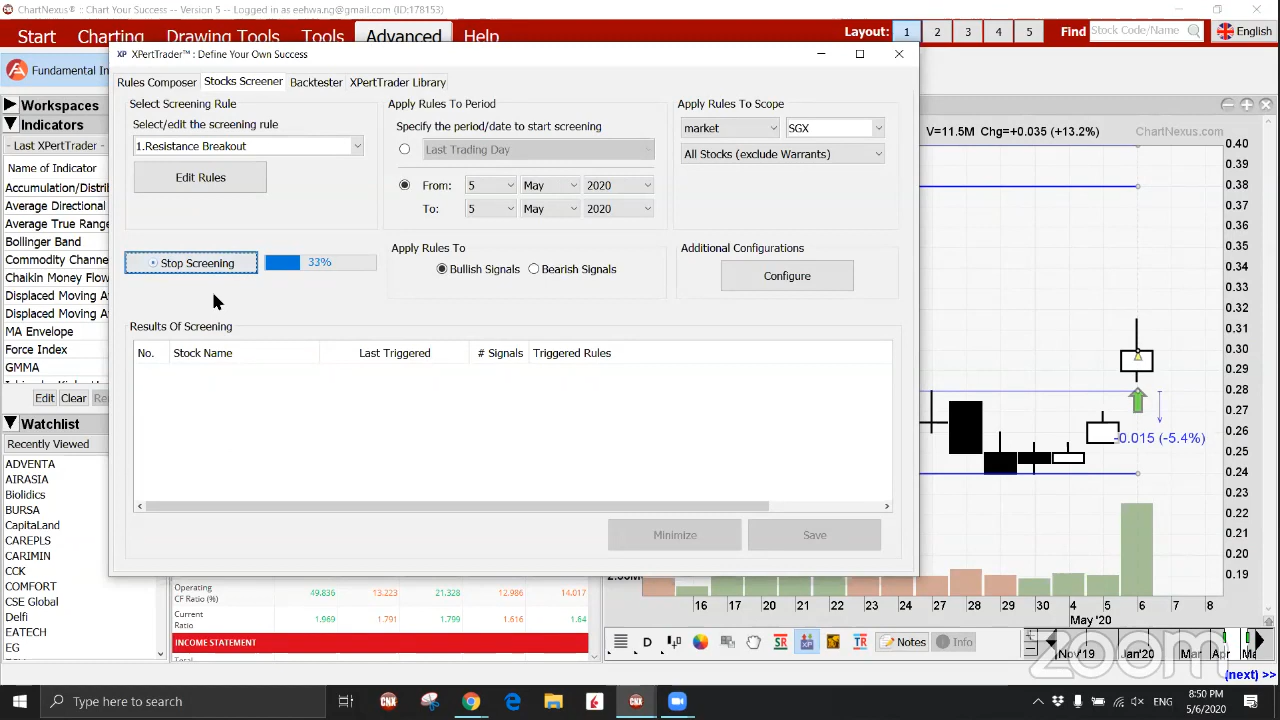 ChartNexus® :: Chart Your Success -- Version 5 -- Logged in as eehwa.ng@gmail.com (ID:178153)
Start Charting Drawing Tools Tools Advanced Help Layout: 1 2 3 4 5 Find Stock Code/Name English
Fundamental In
XP XPertTrader™ : Define Your Own Success
Rules Composer Stocks Screener Backtester XPertTrader Library
Workspaces
Indicators
- Last XPertTrader -
Name of Indicator
Accumulation/Distrib
Average Directional
Average True Range
Bollinger Band
Commodity Channe
Chaikin Money Flow
Displaced Moving A
Displaced Moving A
MA Envelope
Force Index
GMMA
Edit Clear Re
Watchlist
Recently Viewed
ADVENTA
AIRASIA
Biolidics
BURSA
CapitaLand
CAREPLS
CARIMIN
CCK
COMFORT
CSE Global
Delfi
EATECH
EG
Select Screening Rule
Select/edit the screening rule
1.Resistance Breakout
Edit Rules
Apply Rules To Period
Specify the period/date to start screening
Last Trading Day
From: 5 May 2020
To: 5 May 2020
Apply Rules To Scope
market SGX
All Stocks (exclude Warrants)
Stop Screening 33%
Apply Rules To
Bullish Signals Bearish Signals
Additional Configurations
Configure
Results Of Screening
No. Stock Name Last Triggered # Signals Triggered Rules
Minimize Save
V=11.5M Chg=+0.035 (+13.2%) ChartNexus.com
0.40
0.39
0.38
0.37
0.36
0.35
0.34
0.33
0.32
0.31
0.30
0.29
0.28
0.27
0.26
0.25
0.24
0.23
0.22
0.21
0.20
0.19
-0.015 (-5.4%)
Operating
CF Ratio (%) 49.836 13.223 21.328 12.986 14.017
Current
Ratio 1.969 1.791 1.799 1.616 1.64
INCOME STATEMENT
16 17 20 21 22 23 24 27 28 29 30 4 5 6 7 8
May '20
D SR XP TR Notes Info
Nov'19 Jan'20 Mar Apr
(next) >>
zoom
Type here to search
CNX CNX ENG
8:50 PM
5/6/2020